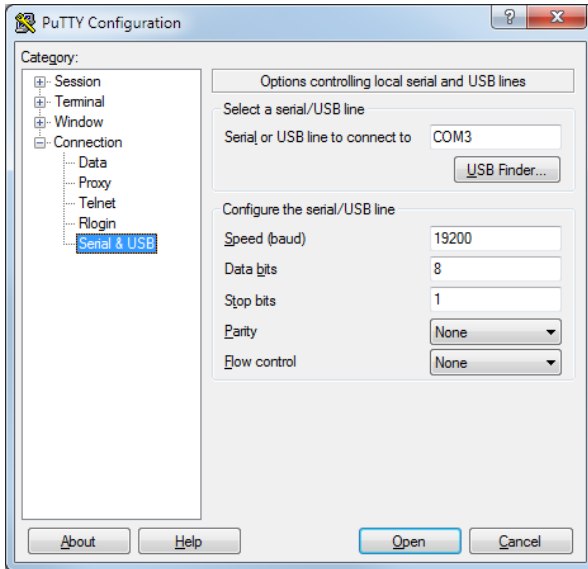 PuTTY Configuration
?
X
Category:
Session
Terminal
Window
Connection
Data
Proxy
Telnet
Rlogin
Serial & USB
Options controlling local serial and USB lines
Select a serial/USB line
Serial or USB line to connect to
COM3
USB Finder...
Configure the serial/USB line
Speed (baud)
19200
Data bits
8
Stop bits
1
Parity
None
Flow control
None
About
Help
Open
Cancel